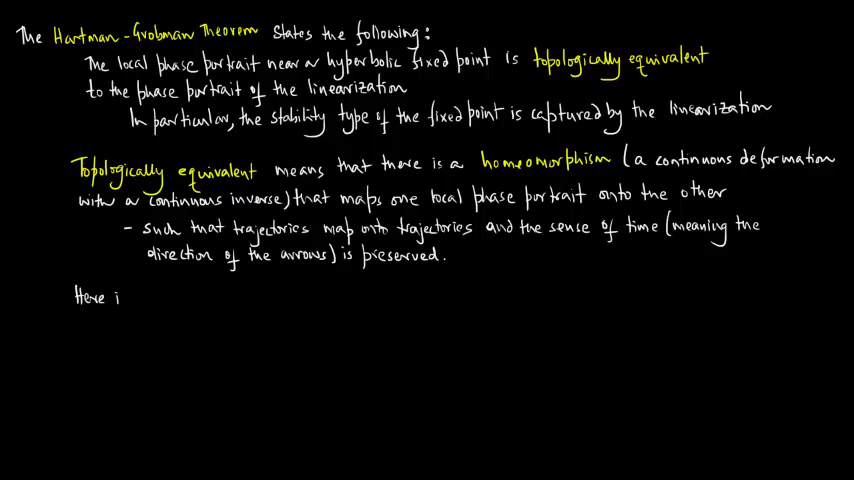 The Hartman-Grobman Theorem states the following:
The local phase portrait near a hyperbolic fixed point is topologically equivalent
to the phase portrait of the linearization
In particular, the stability type of the fixed point is captured by the linearization
Topologically equivalent means that there is a homeomorphism (a continuous deformation
with a continuous inverse) that maps one local phase portrait onto the other
- such that trajectories map onto trajectories and the sense of time (meaning the
direction of the arrows) is preserved.
Here i